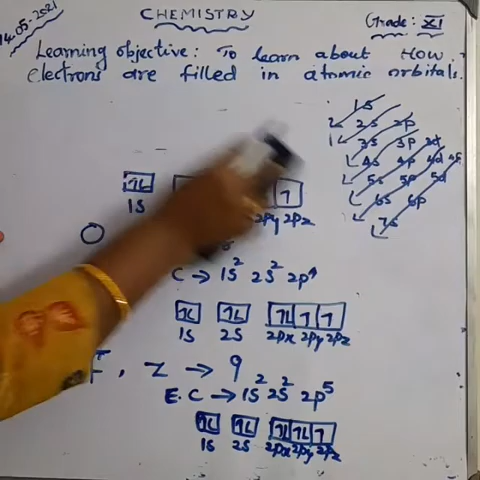 14-05-2021
CHEMISTRY
Grade: XI
Learning objective: To learn about How
electrons are filled in atomic orbitals.
1s
2s 2p
3s 3p 3d
4s 4p 4d 4f
5s 5p 5d
6s 6p
7s
1S
2py 2pz
O
C → 1S² 2S² 2p⁴
1S 2S 2px 2py 2pz
F, Z → 9
E.C → 1S² 2S² 2p⁵
1S 2S 2px 2py 2pz